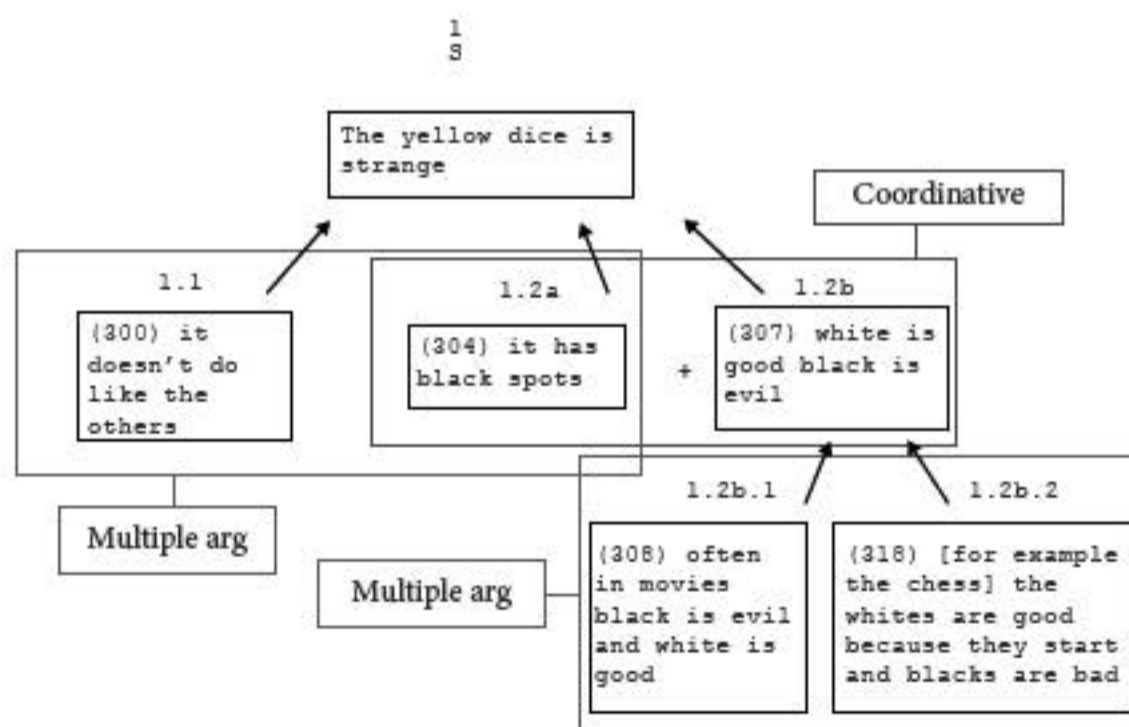 1
S
The yellow dice is
strange
Coordinative
1.1
1.2a
1.2b
(300) it
doesn't do
like the
others
(304) it has
black spots
+
(307) white is
good black is
evil
Multiple arg
1.2b.1
1.2b.2
Multiple arg
(308) often
in movies
black is evil
and white is
good
(318) [for example
the chess] the
whites are good
because they start
and blacks are bad